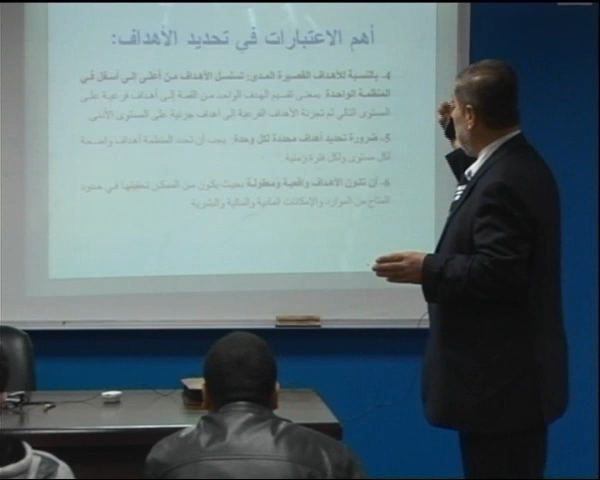 أهم الاعتبارات في تحديد الأهداف:
4- بالنسبة للأهداف القصيرة المدى: تسلسل الأهداف من أعلى إلى أسفل في
المنظمة الواحدة بمعنى تقسيم الهدف الواحد من القمة إلى أهداف فرعية على
المستوى التالي ثم تجزئة الأهداف الفرعية إلى أهداف جزئية على المستوى الأدنى.
5- ضرورة تحديد أهداف محددة لكل وحدة. يجب أن تحدد المنظمة أهداف واضحة
لكل مستوى ولكل فترة زمنية
6- أن تكون الأهداف واقعية ومعقولة بحيث يكون من الممكن تحقيقها في حدود
المتاح من الموارد والإمكانات المادية والمالية والبشرية